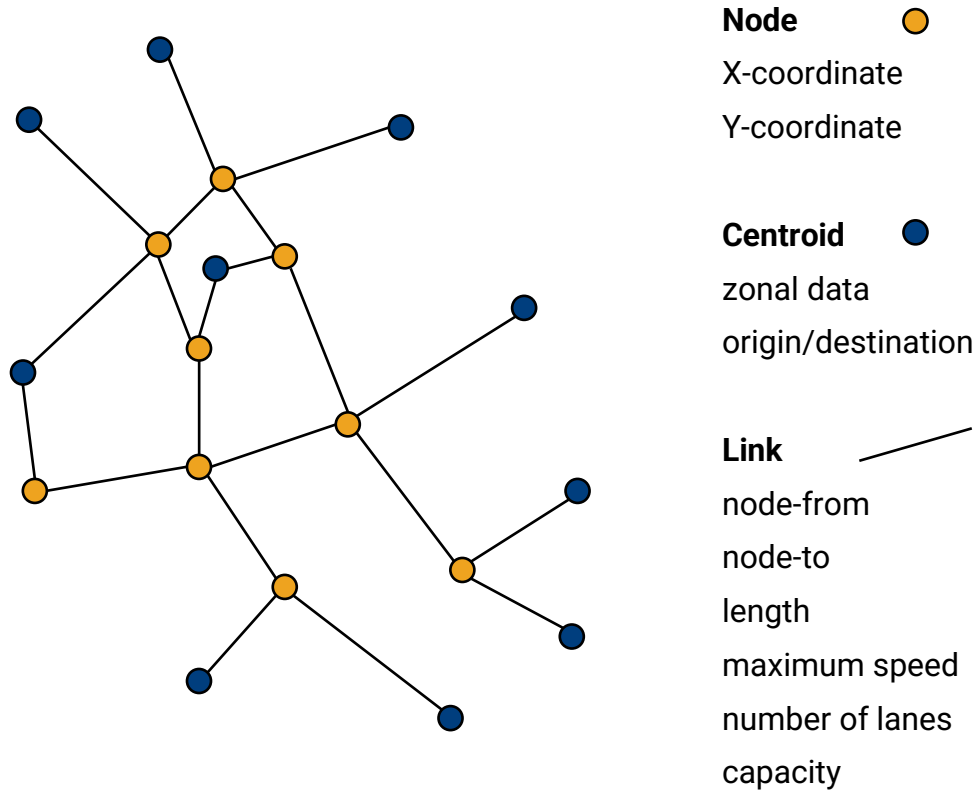 Node
X-coordinate
Y-coordinate
Centroid
zonal data
origin/destination
Link
node-from
node-to
length
maximum speed
number of lanes
capacity